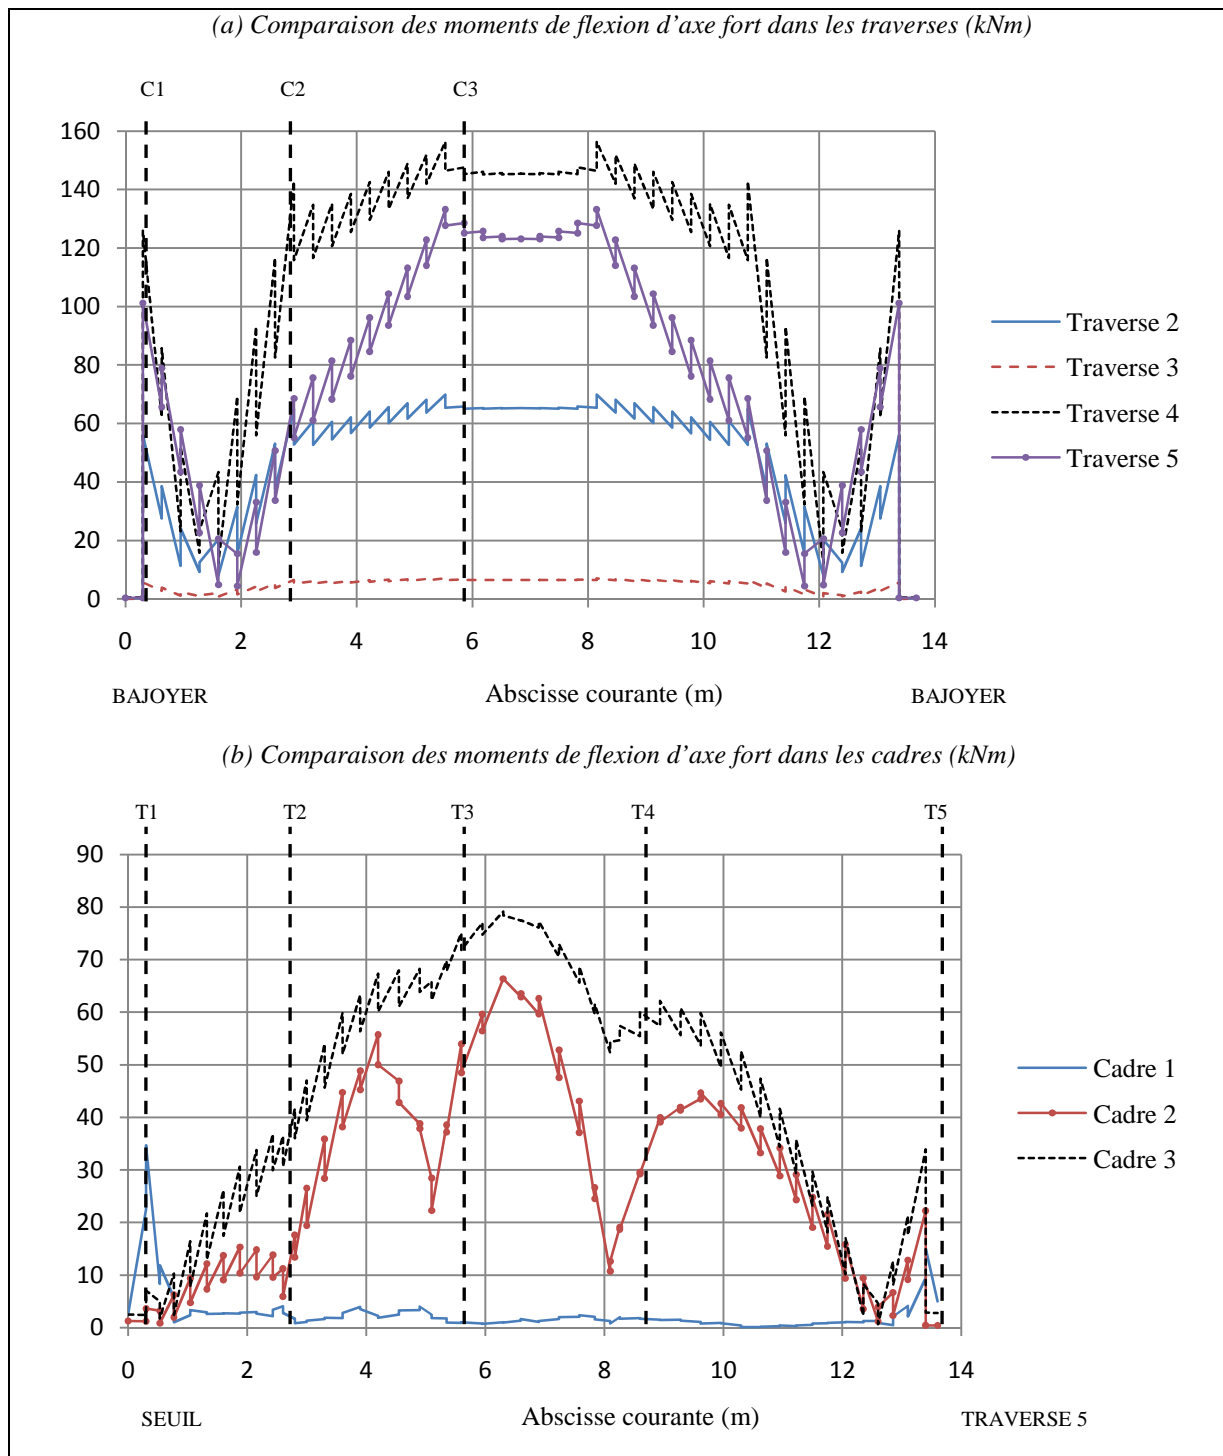 (a) Comparaison des moments de flexion d’axe fort dans les traverses (kNm)
C1 C2 C3
160
140
120
100
80
60
40
20
0
0 2 4 6 8 10 12 14
Traverse 2
Traverse 3
Traverse 4
Traverse 5
BAJOYER Abscisse courante (m) BAJOYER
(b) Comparaison des moments de flexion d’axe fort dans les cadres (kNm)
T1 T2 T3 T4 T5
90
80
70
60
50
40
30
20
10
0
0 2 4 6 8 10 12 14
Cadre 1
Cadre 2
Cadre 3
SEUIL Abscisse courante (m) TRAVERSE 5